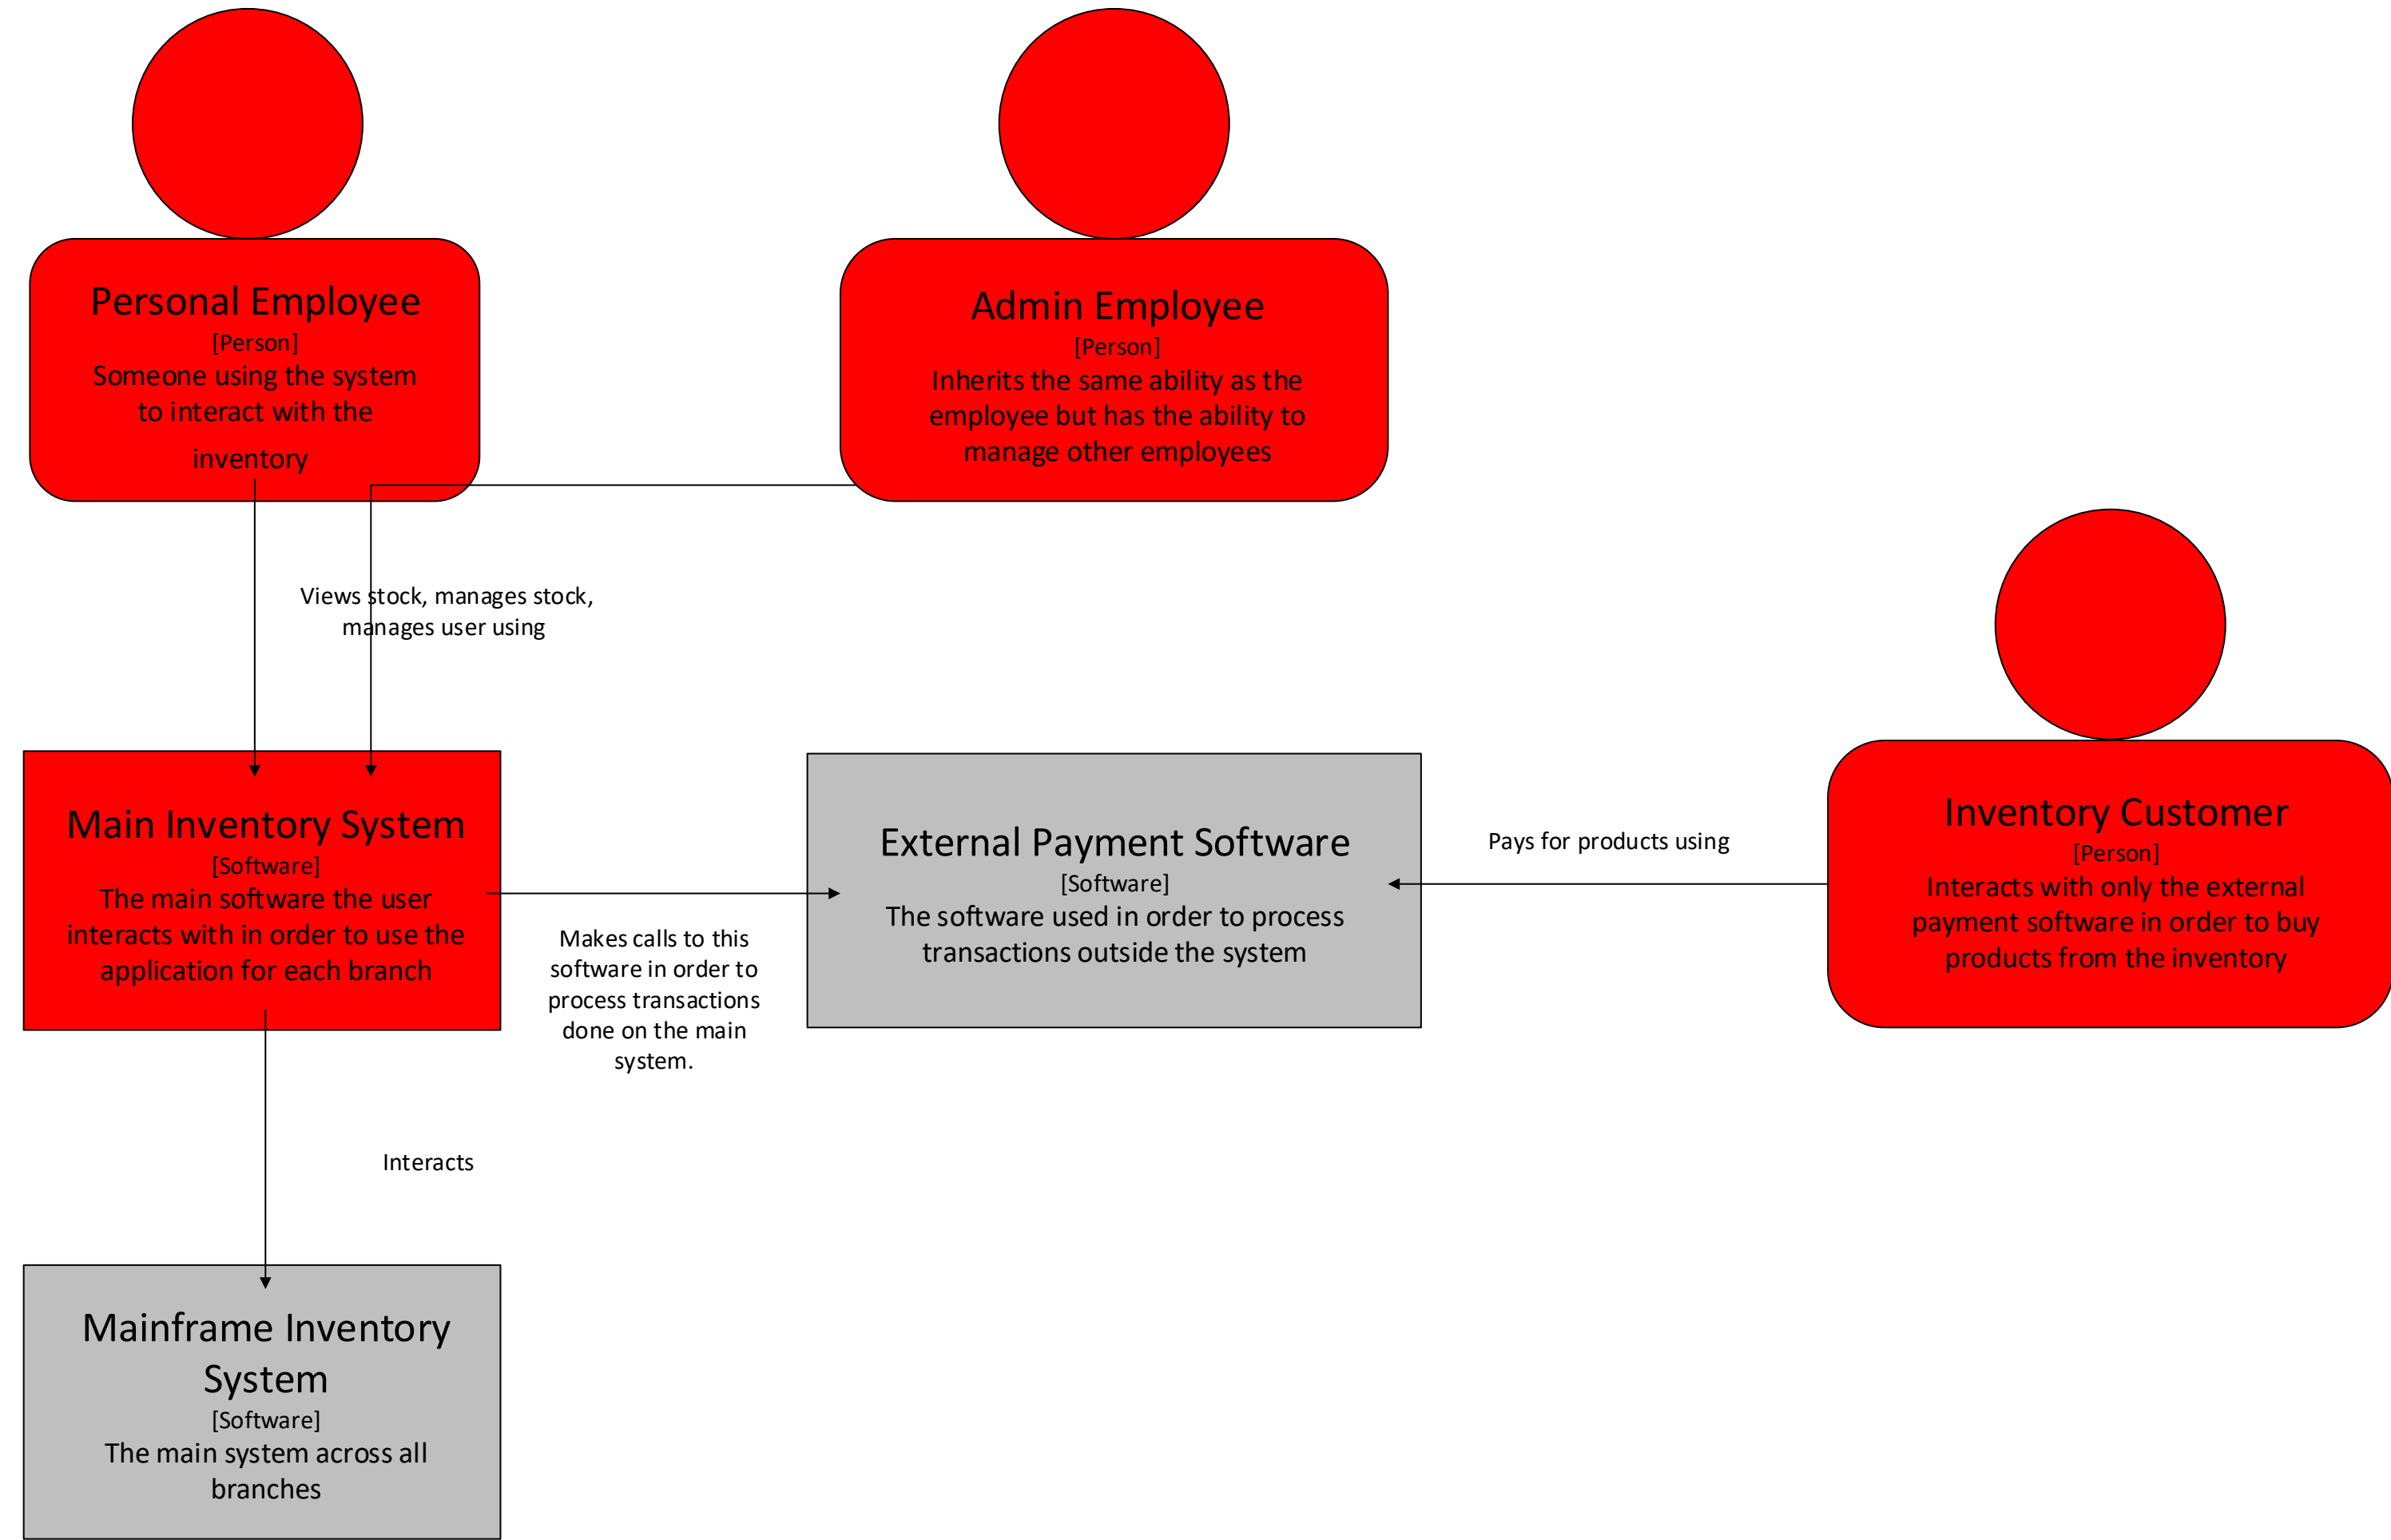 Personal Employee
[Person]
Someone using the system
to interact with the
inventory
Admin Employee
[Person]
Inherits the same ability as the
employee but has the ability to
manage other employees
Views stock, manages stock,
manages user using
Main Inventory System
[Software]
The main software the user
interacts with in order to use the
application for each branch
Makes calls to this
software in order to
process transactions
done on the main
system.
External Payment Software
[Software]
The software used in order to process
transactions outside the system
Pays for products using
Inventory Customer
[Person]
Interacts with only the external
payment software in order to buy
products from the inventory
Interacts
Mainframe Inventory
System
[Software]
The main system across all
branches